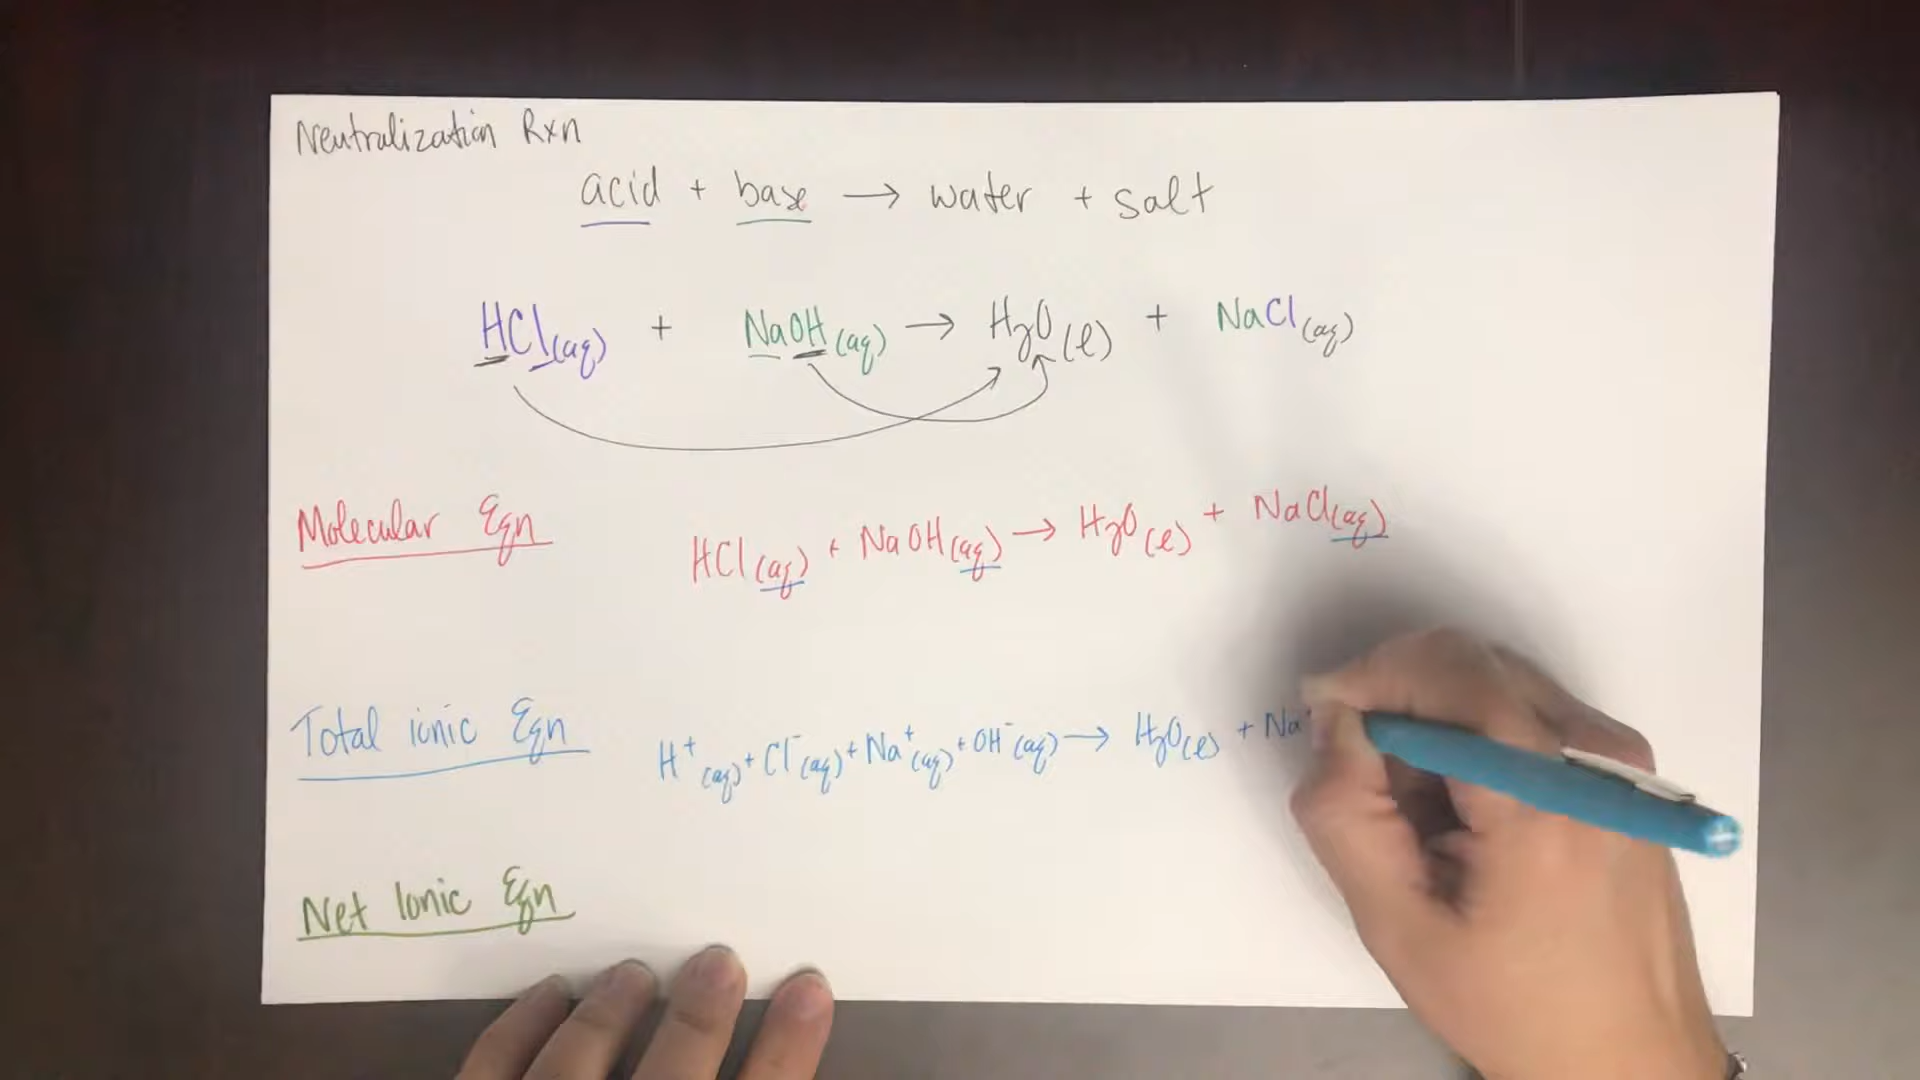 Neutralization Rxn
acid + base → water + salt
HCl(aq) + NaOH(aq) → H₂O(l) + NaCl(aq)
Molecular Eqn HCl(aq) + NaOH(aq) → H₂O(l) + NaCl(aq)
Total ionic Eqn H⁺(aq) + Cl⁻(aq) + Na⁺(aq) + OH⁻(aq) → H₂O(l) + Na⁺
Net Ionic Eqn